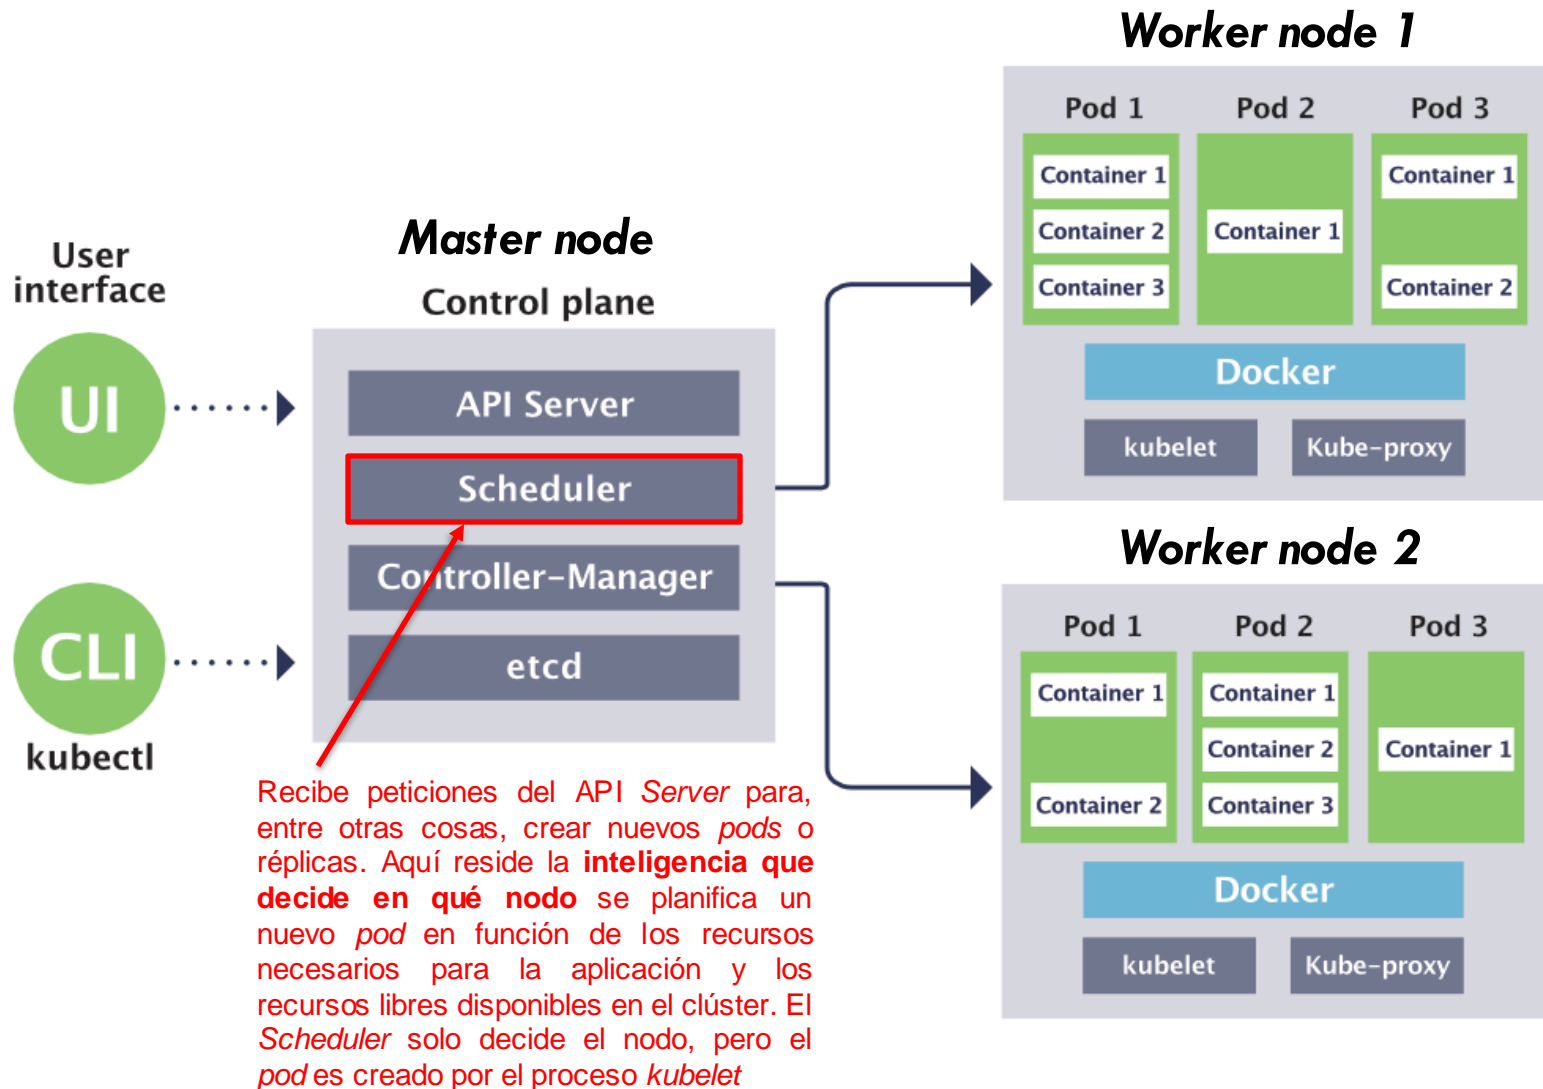 Worker node 1
Pod 1
Pod 2
Pod 3
Container 1
Container 2
Container 3
Container 1
Container 1
Container 2
Docker
kubelet
Kube-proxy
User
interface
UI
CLI
kubectl
Master node
Control plane
API Server
Scheduler
Controller-Manager
etcd
Worker node 2
Pod 1
Pod 2
Pod 3
Container 1
Container 2
Container 1
Container 2
Container 3
Container 1
Docker
kubelet
Kube-proxy
Recibe peticiones del API Server para,
entre otras cosas, crear nuevos pods o
réplicas. Aquí reside la inteligencia que
decide en qué nodo se planifica un
nuevo pod en función de los recursos
necesarios para la aplicación y los
recursos libres disponibles en el clúster. El
Scheduler solo decide el nodo, pero el
pod es creado por el proceso kubelet